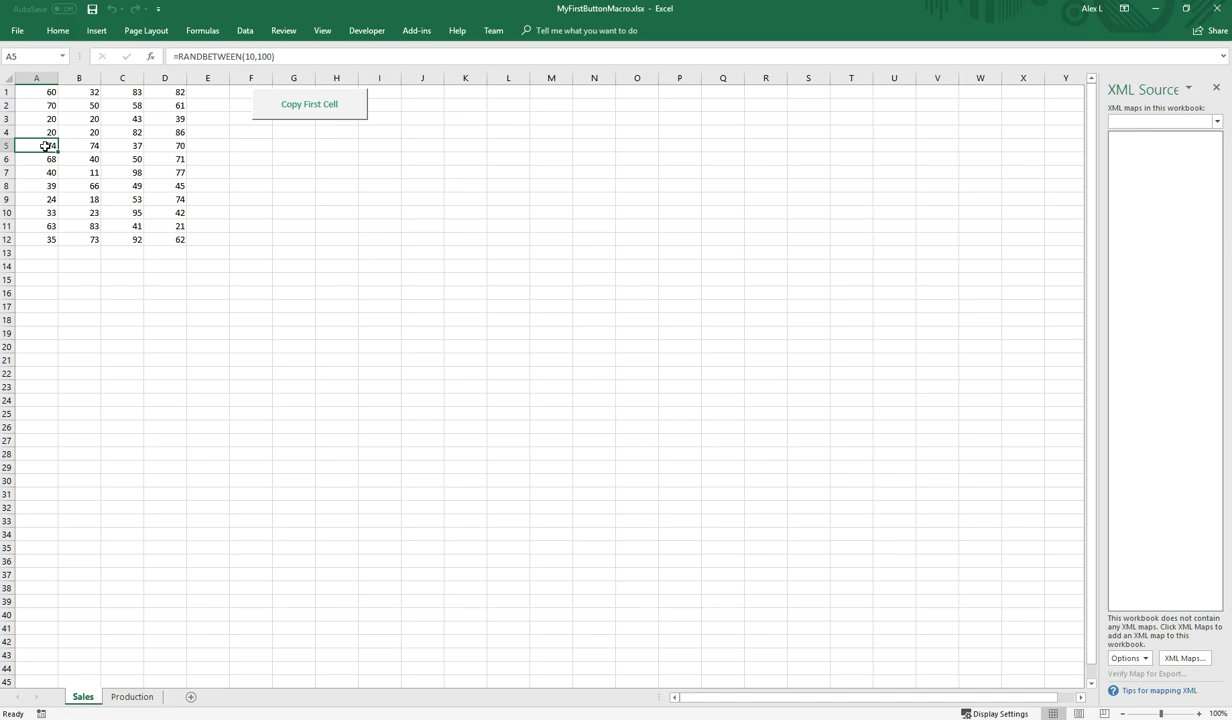 AutoSave Off MyFirstButtonMacro.xlsx - Excel Alex L
File Home Insert Page Layout Formulas Data Review View Developer Add-ins Help Team Tell me what you want to do Share
A5 fx =RANDBETWEEN(10,100)
A B C D E F G H I J K L M N O P Q R S T U V W X Y
1 60 32 83 82
2 70 50 58 61
3 20 20 43 39
4 20 20 82 86
5 74 74 37 70
6 68 40 50 71
7 40 11 98 77
8 39 66 49 45
9 24 18 53 74
10 33 23 95 42
11 63 83 41 21
12 35 73 92 62
13
14
15
16
17
18
19
20
21
22
23
24
25
26
27
28
29
30
31
32
33
34
35
36
37
38
39
40
41
42
43
44
45
Copy First Cell
XML Source
XML maps in this workbook:
This workbook does not contain
any XML maps. Click XML Maps to
add an XML map to this
workbook.
Options XML Maps...
Verify Map for Export...
? Tips for mapping XML
Sales Production
Ready Display Settings 100%